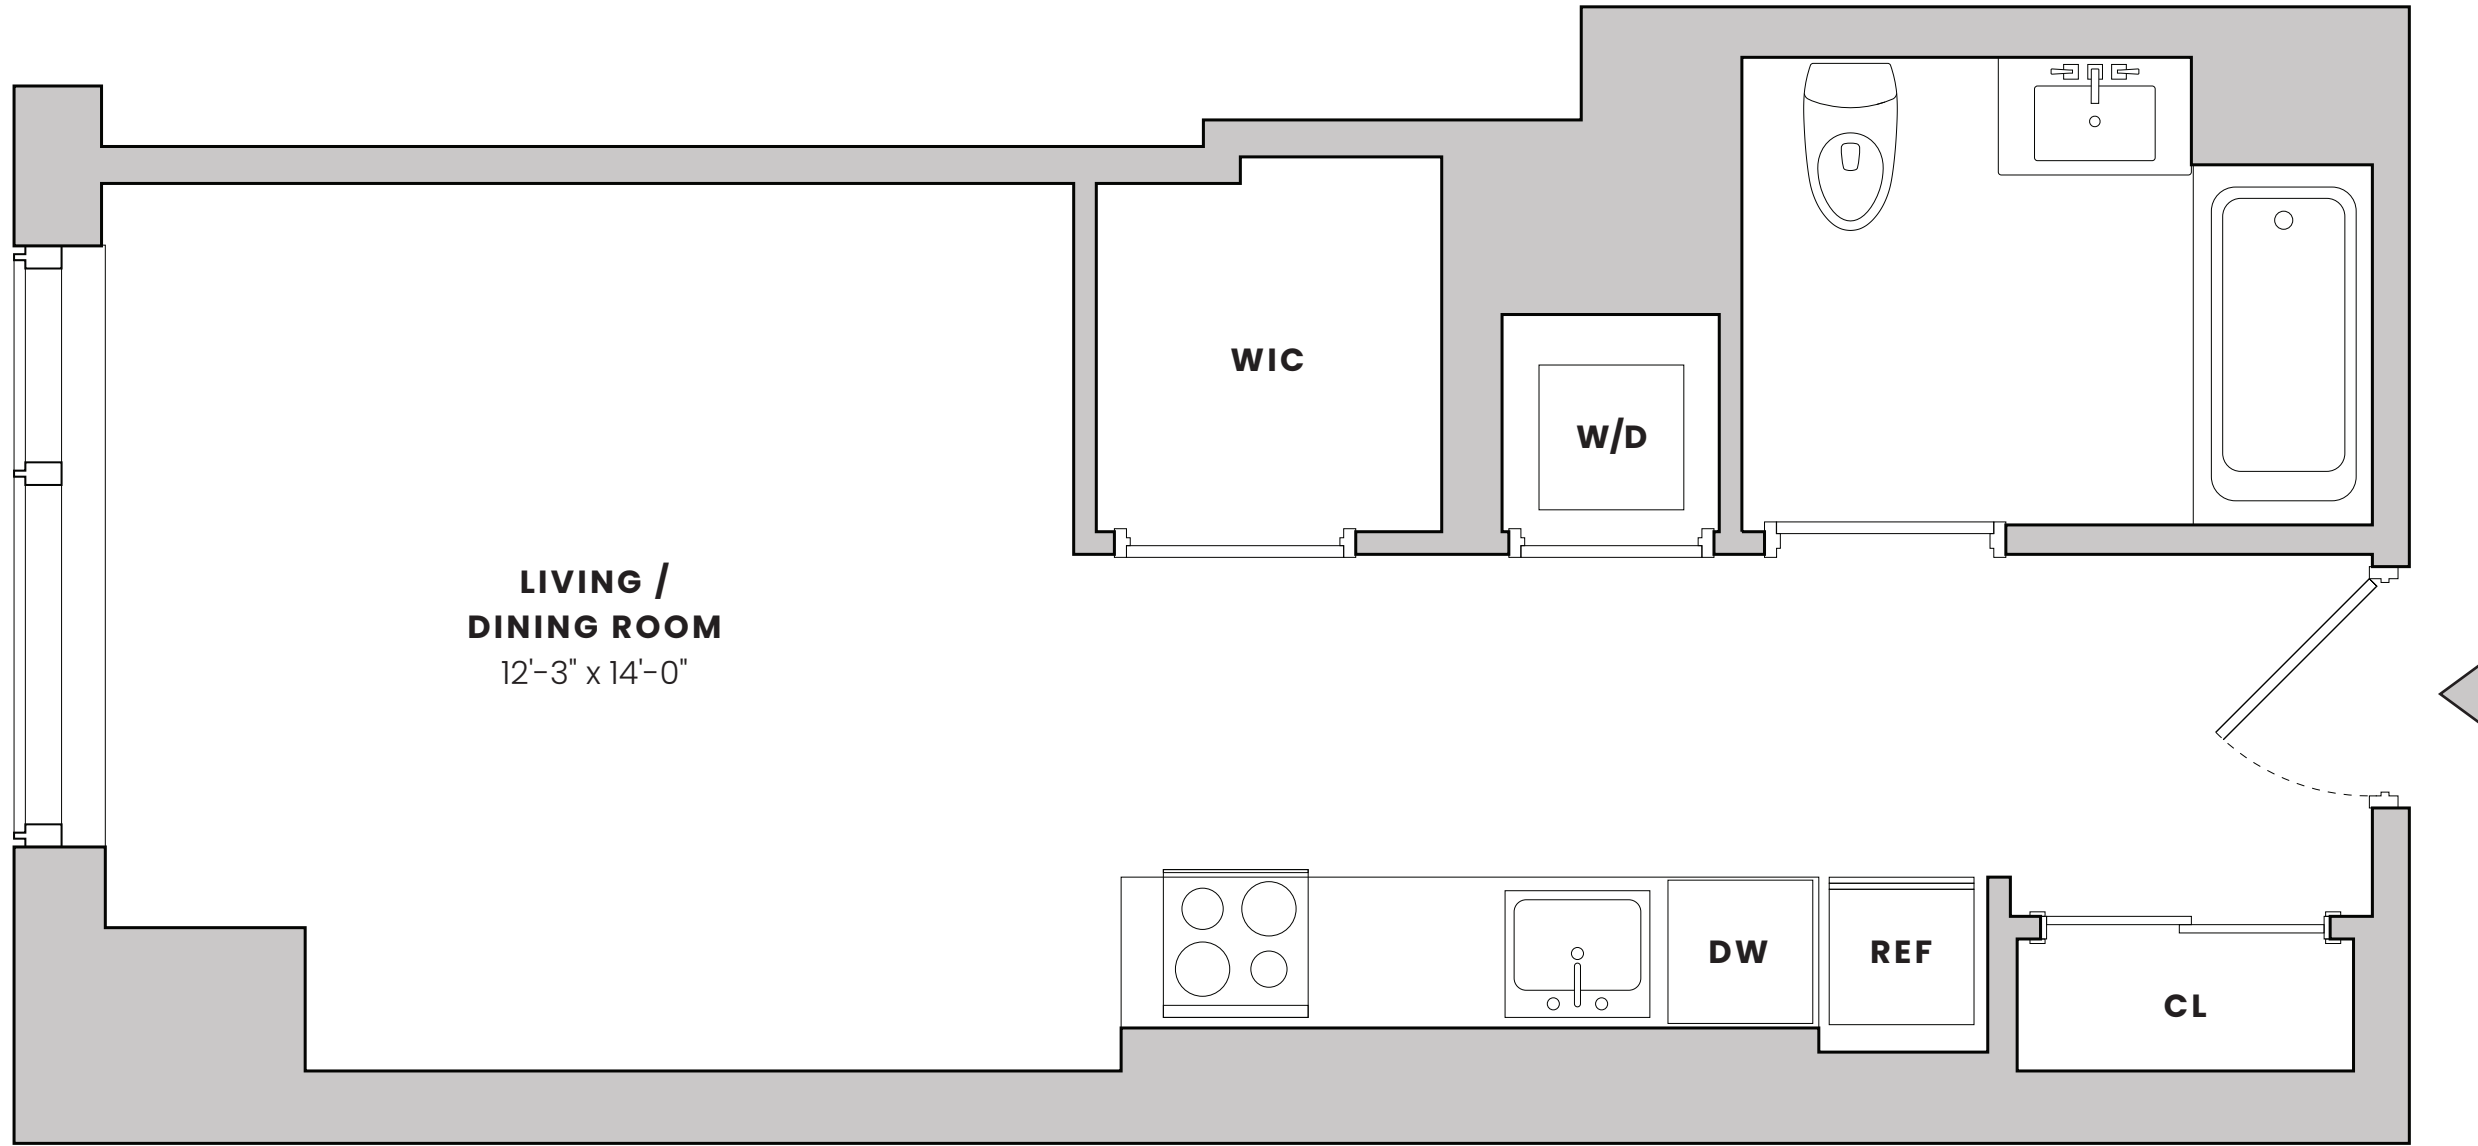 WIC
W/D
LIVING /
DINING ROOM
12'-3" x 14'-0"
DW
REF
CL